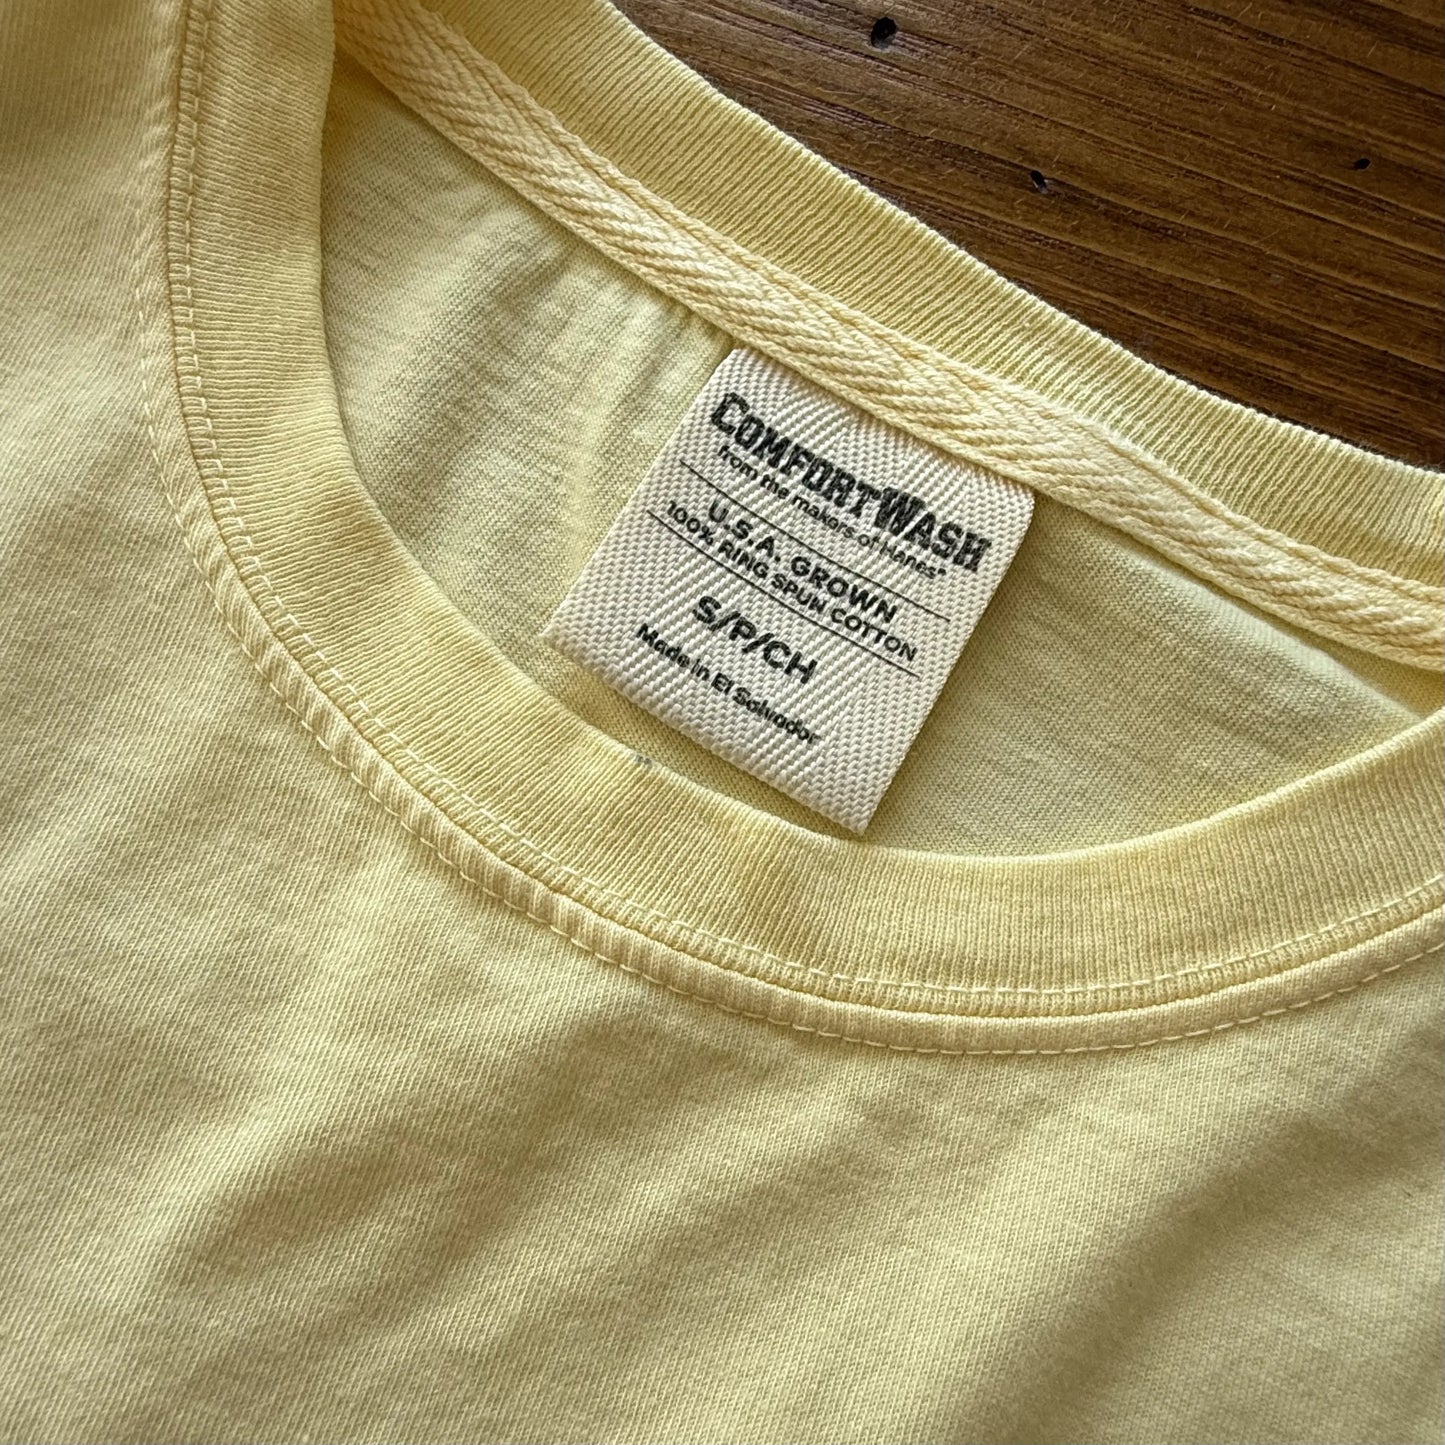 COMFORTWASH
from the makers of Hanes®
U.S.A. GROWN
100% RING SPUN COTTON
S/P/CH
Made in El Salvador